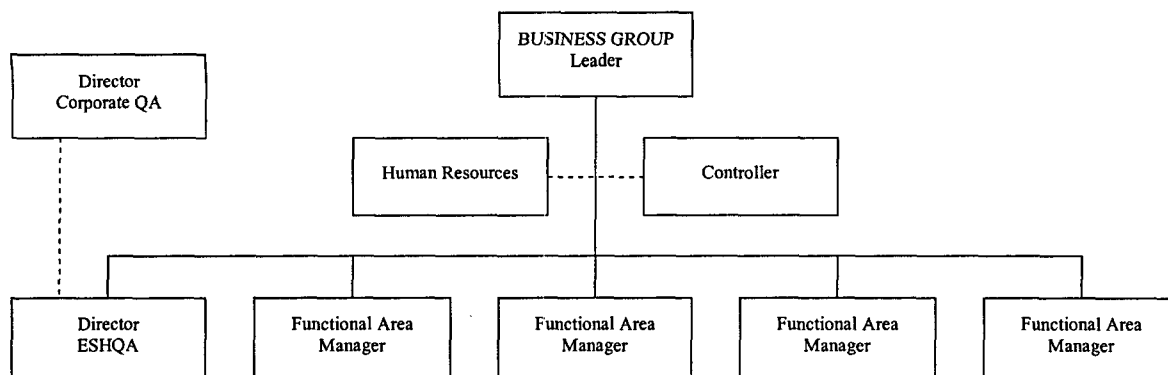 BUSINESS GROUP
Leader
Director
Corporate QA
Human Resources
Controller
Director
ESHQA
Functional Area
Manager
Functional Area
Manager
Functional Area
Manager
Functional Area
Manager